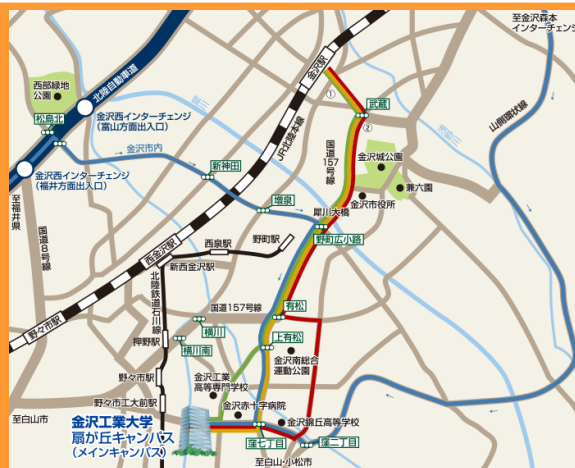 至金沢森本
インターチェンジ
西部緑地
公園
北陸自動車道
金沢駅
①
武蔵
②
松島北
金沢西インターチェンジ
(富山方面出入口)
山側環状線
JR北陸本線
国道
157
号線
金沢城公園
金沢市内
新神田
兼六園
金沢西インターチェンジ
(福井方面出入口)
金沢市役所
増泉
犀川大橋
至福井県
国道8号線
西金沢駅
西泉駅
野町駅
野町広小路
新西金沢駅
北陸鉄道石川線
国道157号線
有松
野々市駅
押野駅
横川
横川南
上有松
金沢南総合
運動公園
野々市駅
金沢工業
高等専門学校
野々市工大前駅
金沢赤十字病院
至白山市
金沢工業大学
扇が丘キャンパス
(メインキャンパス)
金沢錦丘高等学校
窪七丁目
窪二丁目
至白山・小松市